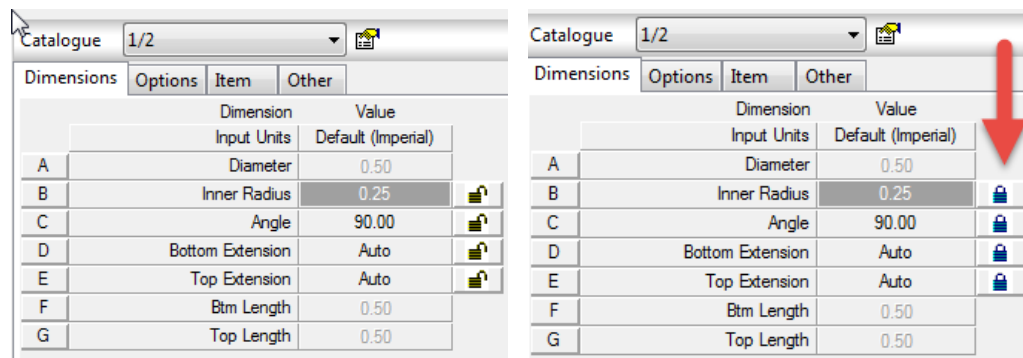 Catalogue 1/2
Dimensions Options Item Other
Dimension Value
Input Units Default (Imperial)
A Diameter 0.50
B Inner Radius 0.25
C Angle 90.00
D Bottom Extension Auto
E Top Extension Auto
F Btm Length 0.50
G Top Length 0.50
Catalogue 1/2
Dimensions Options Item Other
Dimension Value
Input Units Default (Imperial)
A Diameter 0.50
B Inner Radius 0.25
C Angle 90.00
D Bottom Extension Auto
E Top Extension Auto
F Btm Length 0.50
G Top Length 0.50